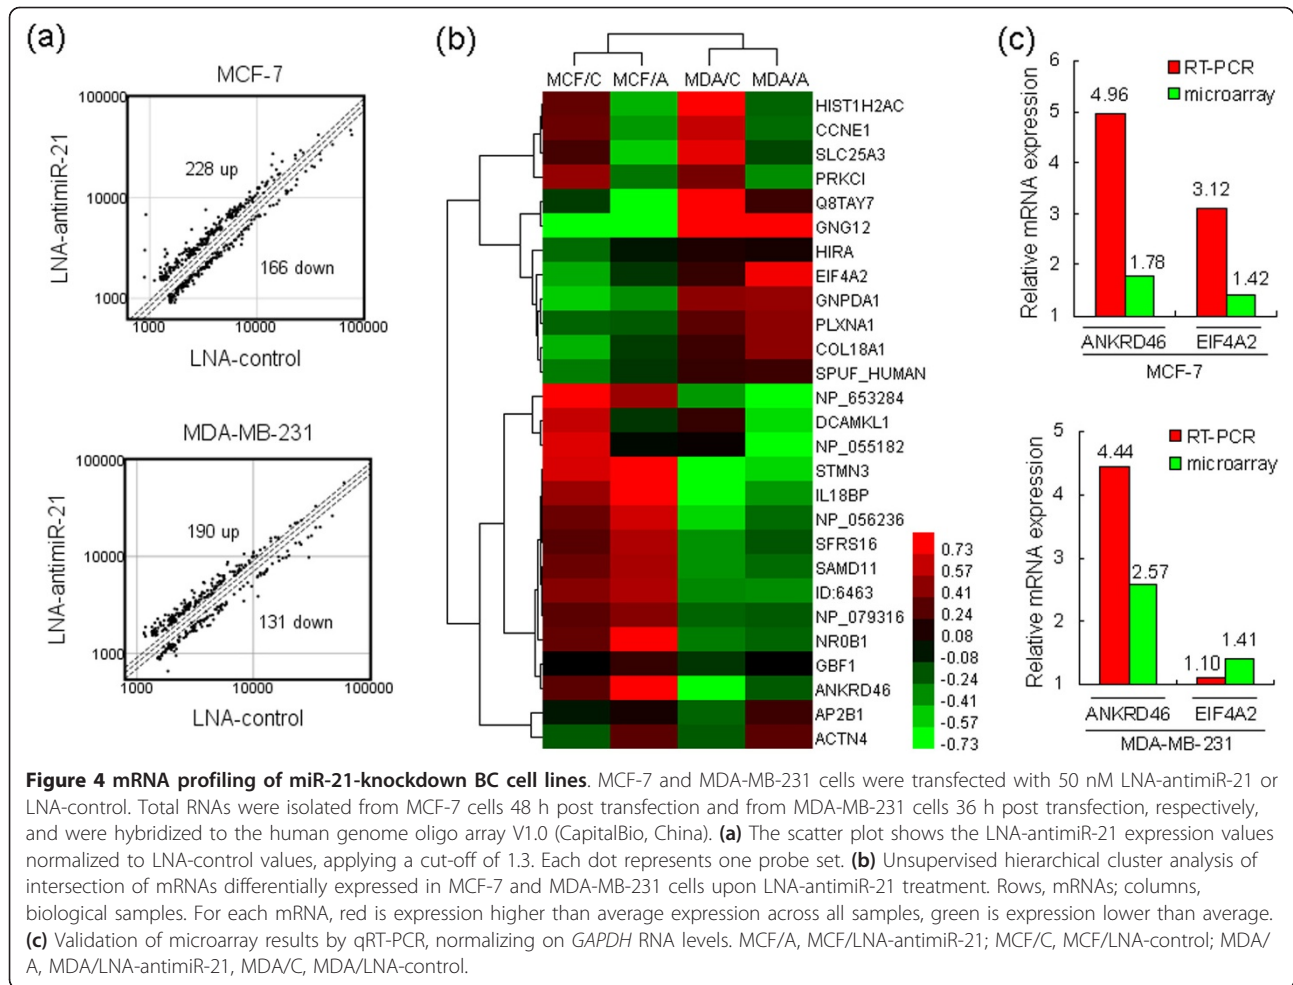 (a)
MCF-7
100000
10000
1000
228 up
166 down
1000 10000 100000
LNA-antimiR-21
LNA-control
MDA-MB-231
100000
10000
1000
190 up
131 down
1000 10000 100000
LNA-antimiR-21
LNA-control
(b)
MCF/C MCF/A MDA/C MDA/A
HIST1H2AC
CCNE1
SLC25A3
PRKCI
Q8TAY7
GNG12
HIRA
EIF4A2
GNPDA1
PLXNA1
COL18A1
SPUF_HUMAN
NP_653284
DCAMKL1
NP_055182
STMN3
IL18BP
NP_056236
SFRS16
SAMD11
ID:6463
NP_079316
NR0B1
GBF1
ANKRD46
AP2B1
ACTN4
0.73
0.57
0.41
0.24
0.08
-0.08
-0.24
-0.41
-0.57
-0.73
(c)
RT-PCR
microarray
Relative mRNA expression
6
5
4
3
2
1
4.96
1.78
3.12
1.42
ANKRD46 EIF4A2
MCF-7
RT-PCR
microarray
Relative mRNA expression
5
4
3
2
1
4.44
2.57
1.10
1.41
ANKRD46 EIF4A2
MDA-MB-231
Figure 4 mRNA profiling of miR-21-knockdown BC cell lines. MCF-7 and MDA-MB-231 cells were transfected with 50 nM LNA-antimiR-21 or
LNA-control. Total RNAs were isolated from MCF-7 cells 48 h post transfection and from MDA-MB-231 cells 36 h post transfection, respectively,
and were hybridized to the human genome oligo array V1.0 (CapitalBio, China). (a) The scatter plot shows the LNA-antimiR-21 expression values
normalized to LNA-control values, applying a cut-off of 1.3. Each dot represents one probe set. (b) Unsupervised hierarchical cluster analysis of
intersection of mRNAs differentially expressed in MCF-7 and MDA-MB-231 cells upon LNA-antimiR-21 treatment. Rows, mRNAs; columns,
biological samples. For each mRNA, red is expression higher than average expression across all samples, green is expression lower than average.
(c) Validation of microarray results by qRT-PCR, normalizing on GAPDH RNA levels. MCF/A, MCF/LNA-antimiR-21; MCF/C, MCF/LNA-control; MDA/
A, MDA/LNA-antimiR-21, MDA/C, MDA/LNA-control.